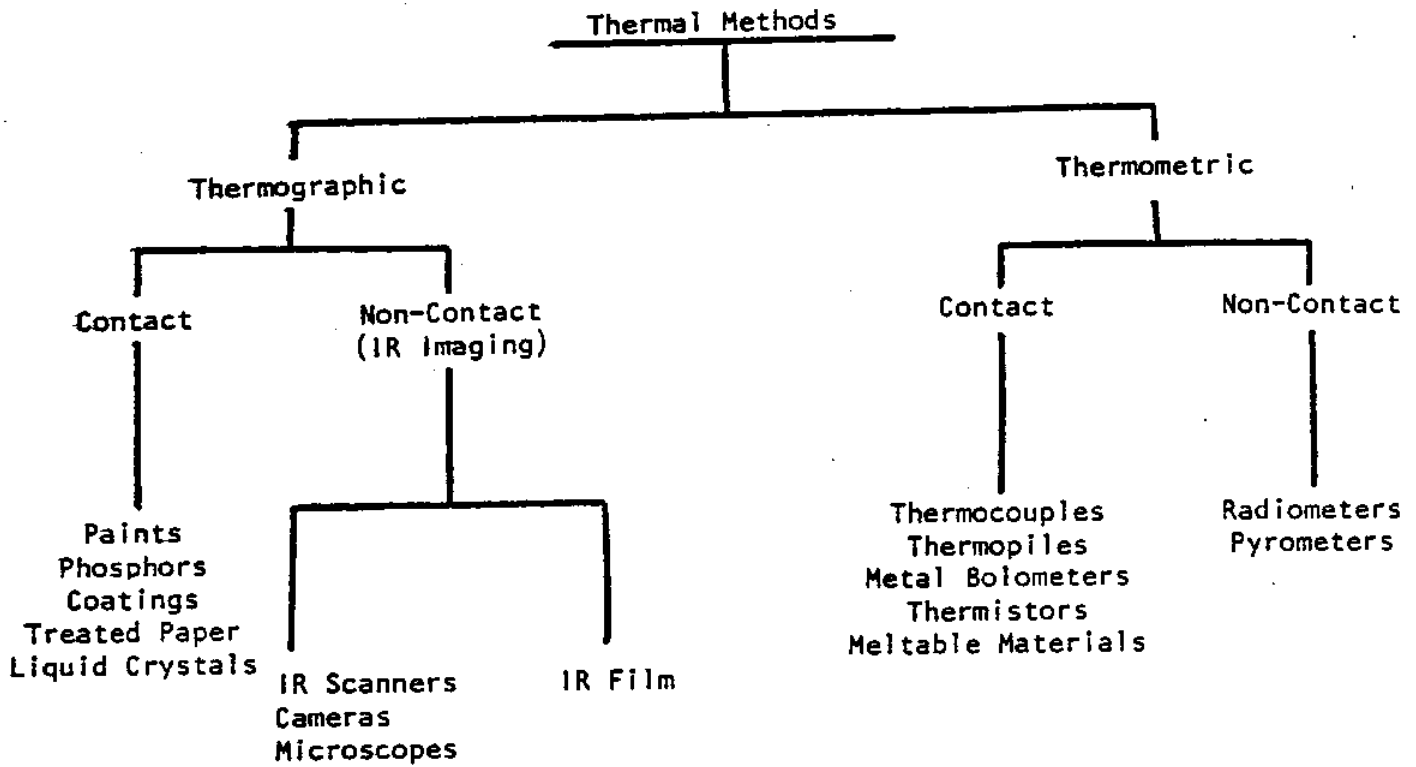 Thermal Methods
Thermographic
Thermometric
Contact
Non-Contact
(IR Imaging)
Contact
Non-Contact
Paints
Phosphors
Coatings
Treated Paper
Liquid Crystals
IR Scanners
Cameras
Microscopes
IR Film
Thermocouples
Thermopiles
Metal Bolometers
Thermistors
Meltable Materials
Radiometers
Pyrometers